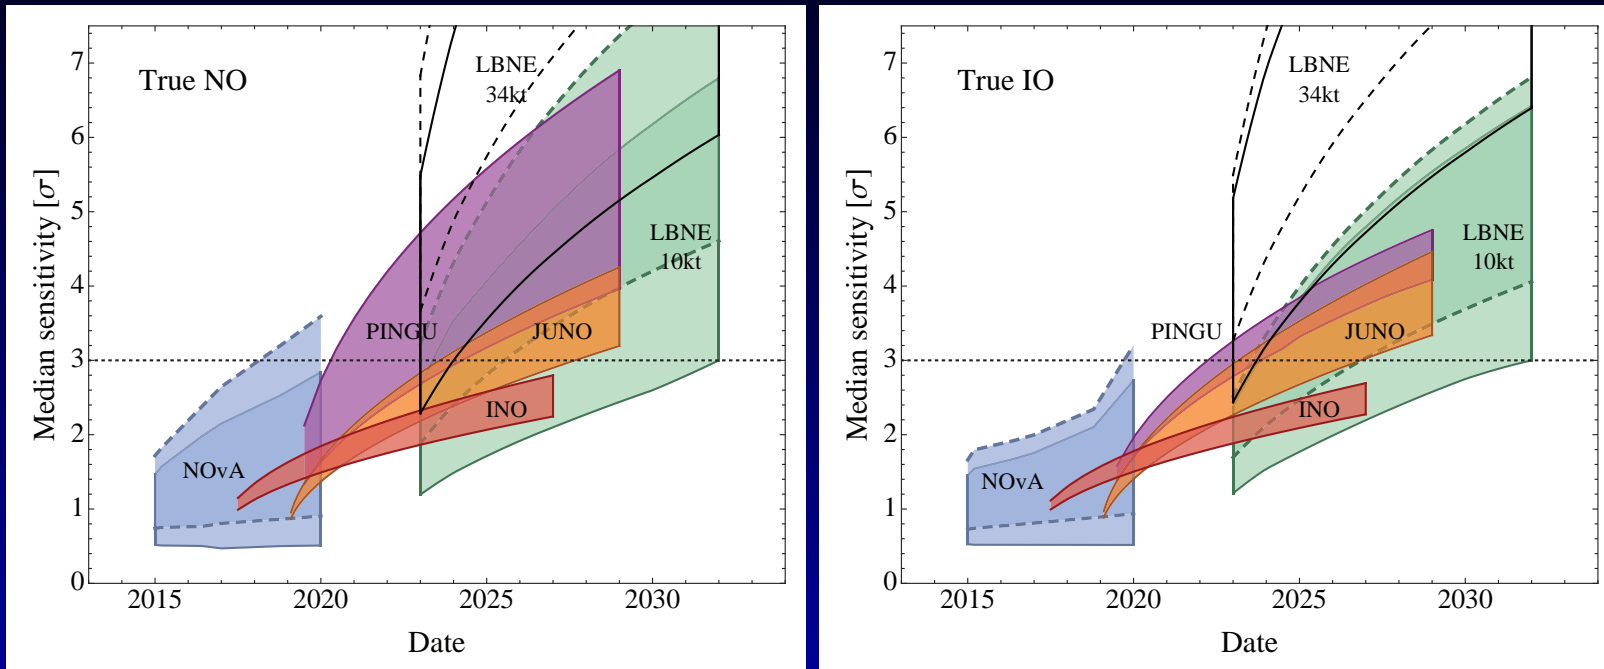 True NO
LBNE
34kt
PINGU
JUNO
LBNE
10kt
INO
NOvA
Median sensitivity [σ]
7
6
5
4
3
2
1
0
2015 2020 2025 2030
Date
True IO
LBNE
34kt
PINGU
JUNO
LBNE
10kt
INO
NOvA
Median sensitivity [σ]
7
6
5
4
3
2
1
0
2015 2020 2025 2030
Date